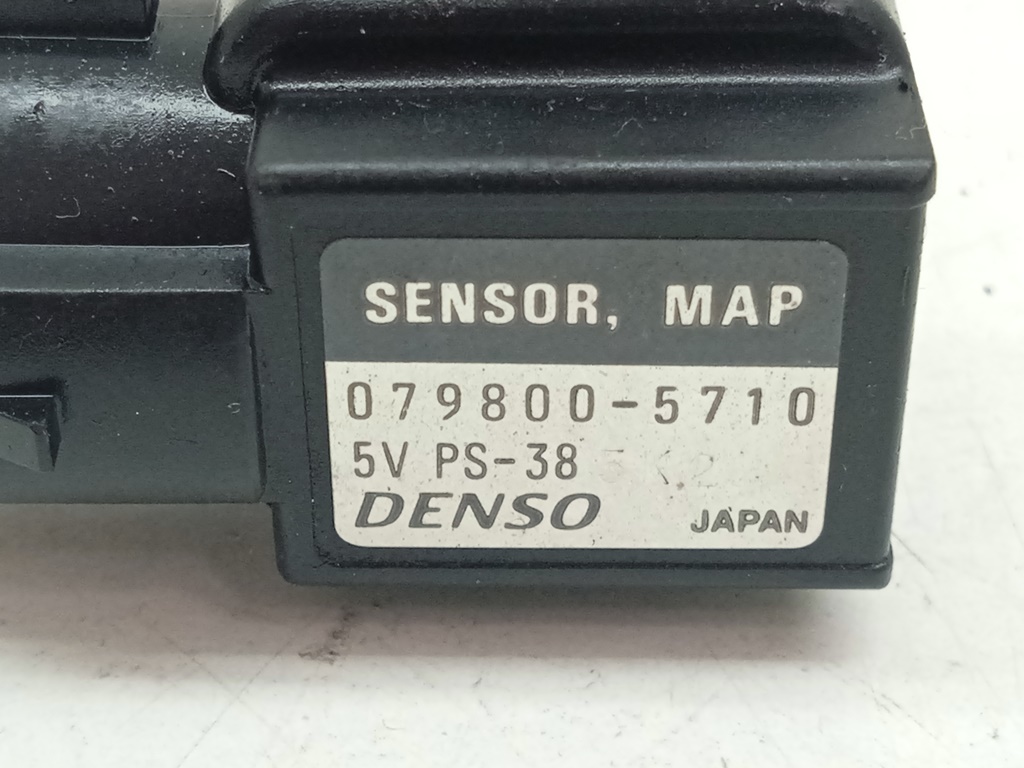 SENSOR, MAP
079800-5710
5V PS-38
DENSO JAPAN